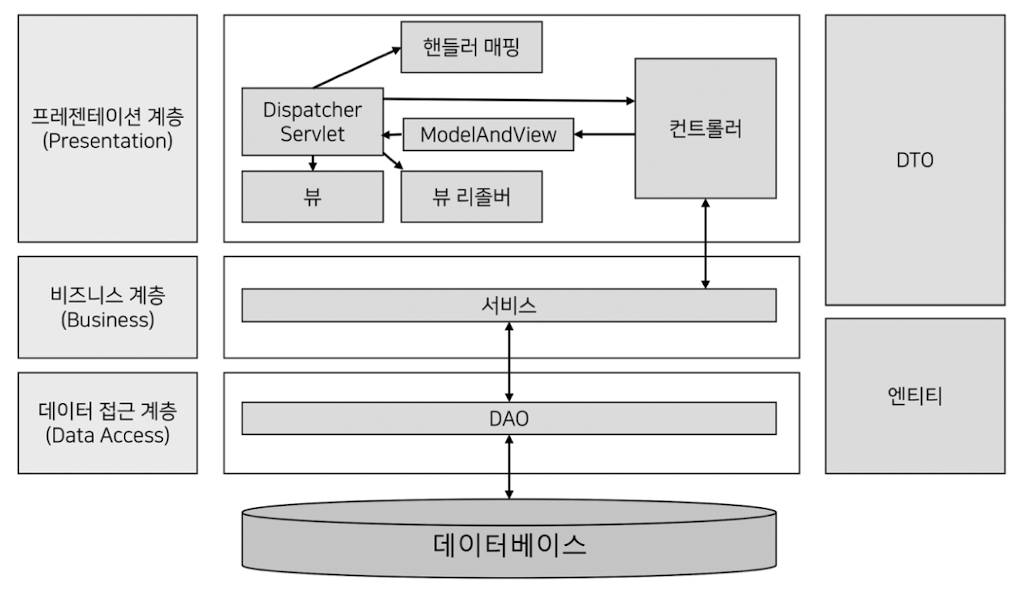 프레젠테이션 계층
(Presentation)
핸들러 매핑
Dispatcher
Servlet
ModelAndView
컨트롤러
뷰
뷰 리졸버
DTO
비즈니스 계층
(Business)
서비스
데이터 접근 계층
(Data Access)
DAO
엔티티
데이터베이스